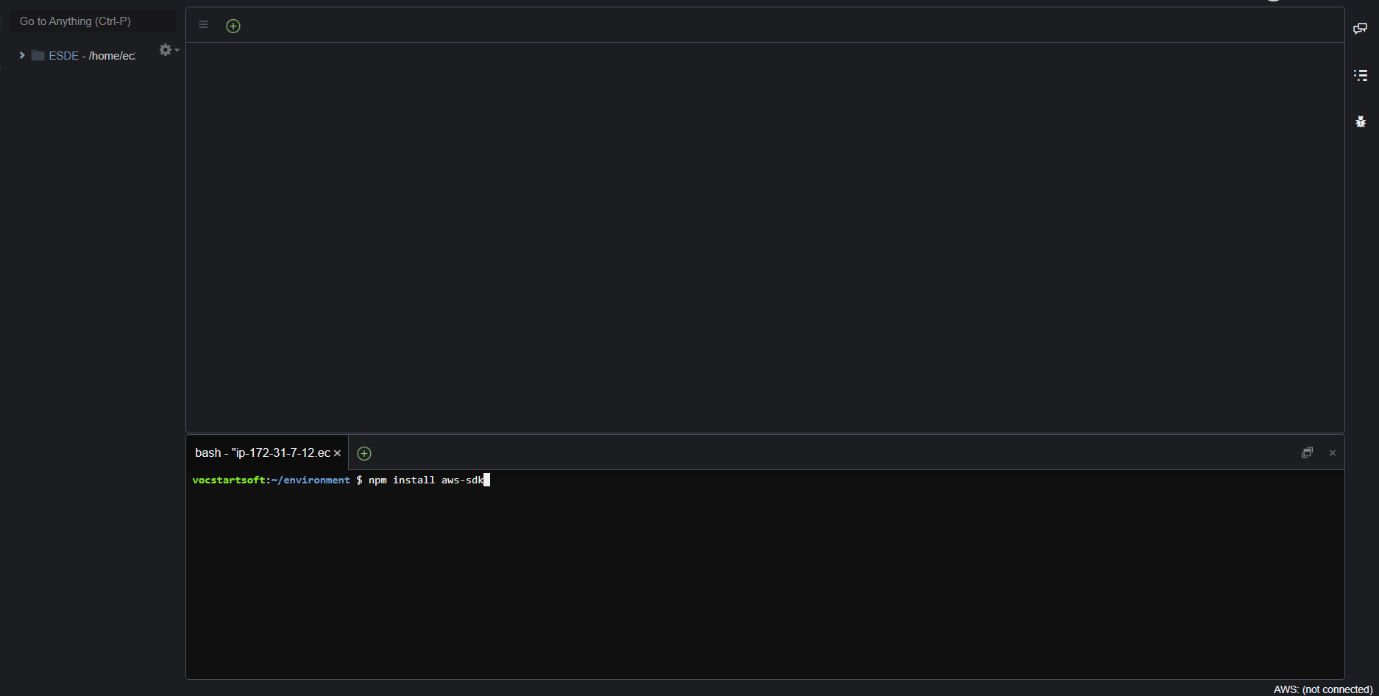 Go to Anything (Ctrl-P)
ESDE - /home/ec
bash - "ip-172-31-7-12.ec
vocstartsoft:~/environment $ npm install aws-sdk
AWS: (not connected)